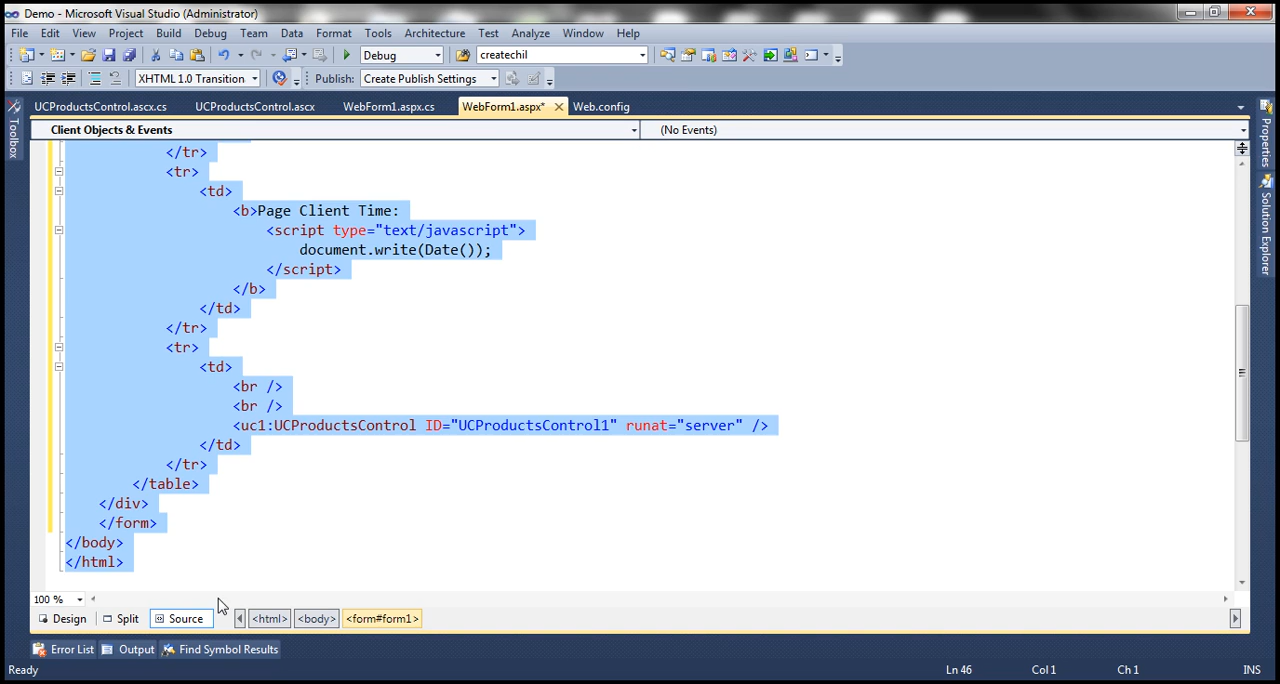 Demo - Microsoft Visual Studio (Administrator)
File Edit View Project Build Debug Team Data Format Tools Architecture Test Analyze Window Help
Debug createchil
XHTML 1.0 Transition Publish: Create Publish Settings
UCProductsControl.ascx.cs UCProductsControl.ascx WebForm1.aspx.cs WebForm1.aspx* Web.config
Client Objects & Events (No Events)
Toolbox
Properties
Solution Explorer
</tr>
<tr>
<td>
<b>Page Client Time:
<script type="text/javascript">
document.write(Date());
</script>
</b>
</td>
</tr>
<tr>
<td>
<br />
<br />
<uc1:UCProductsControl ID="UCProductsControl1" runat="server" />
</td>
</tr>
</table>
</div>
</form>
</body>
</html>
100 %
Design Split Source <html> <body> <form#form1>
Error List Output Find Symbol Results
Ready Ln 46 Col 1 Ch 1 INS